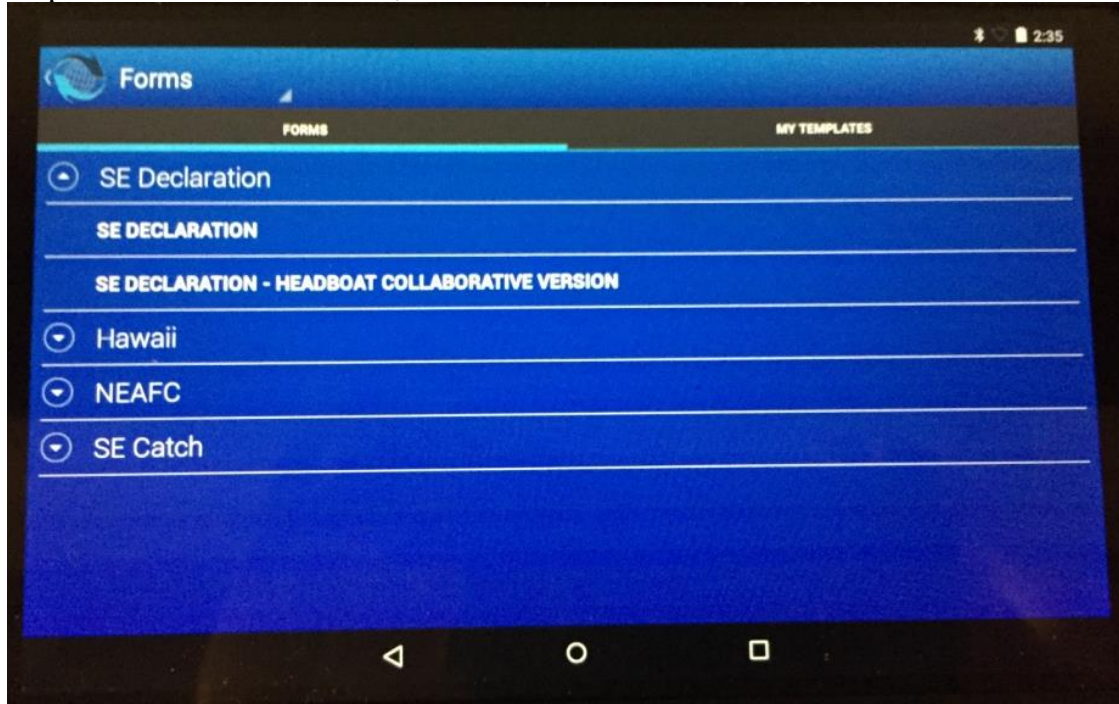 2:35
Forms
FORMS MY TEMPLATES
SE Declaration
SE DECLARATION
SE DECLARATION - HEADBOAT COLLABORATIVE VERSION
Hawaii
NEAFC
SE Catch